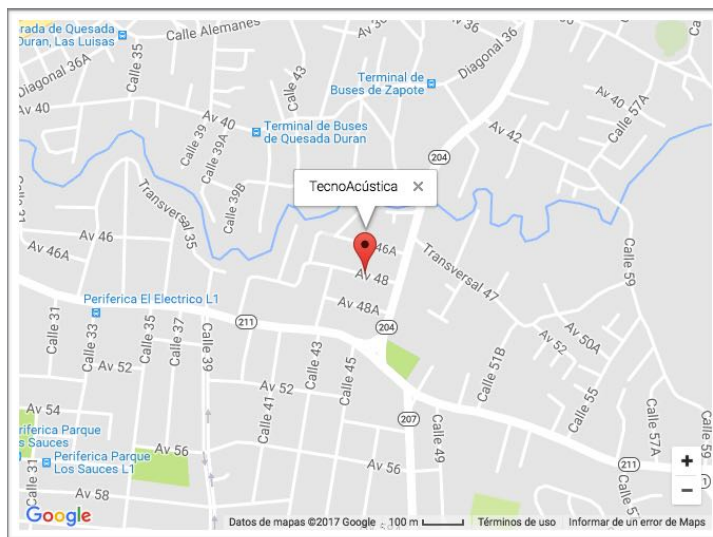 rada de Quesada
Duran, Las Luisas
Calle Alemanes
Calle 35
Diagonal 36A
Calle 43
Terminal de
Buses de Zapote
Diagonal 36
Av 40
Calle 57A
Av 40
Calle 39
Av 40
Calle 39A
Terminal de Buses
de Quesada Duran
Av 42
204
TecnoAcústica
Calle 31
Transversal 35
Calle 39B
Av 46
Av 46A
46A
Av 48
Transversal 47
Calle 59
Periferica El Electrico L1
Av 48A
211
204
Calle 31
Calle 33
Calle 35
Calle 37
Calle 39
Calle 43
Calle 45
Calle 51B
Av 52
Av 50A
Av 52
Calle 41
Calle 55
Av 54
riferica Parque
s Sauces
Periferica Parque
Los Sauces L1
Calle 31
Av 56
207
Calle 49
Av 56
Calle 57A
Calle 59
211
+
−
Av 58
Google
Datos de mapas ©2017 Google
100 m
Términos de uso
Informar de un error de Maps